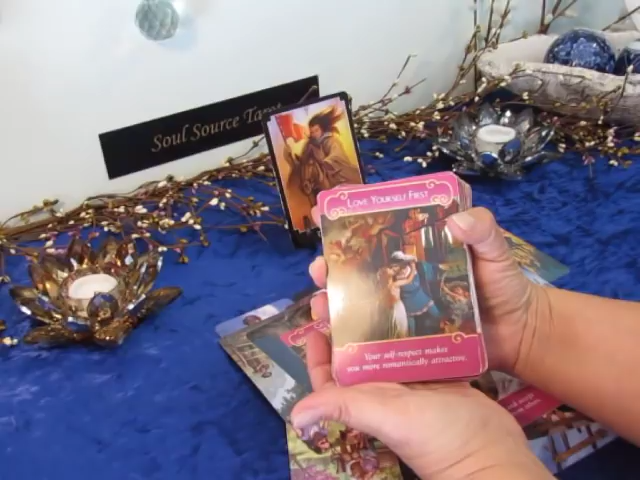 Soul Source Tarot
LOVE YOURSELF FIRST
Your self-respect makes
you more romantically attractive.